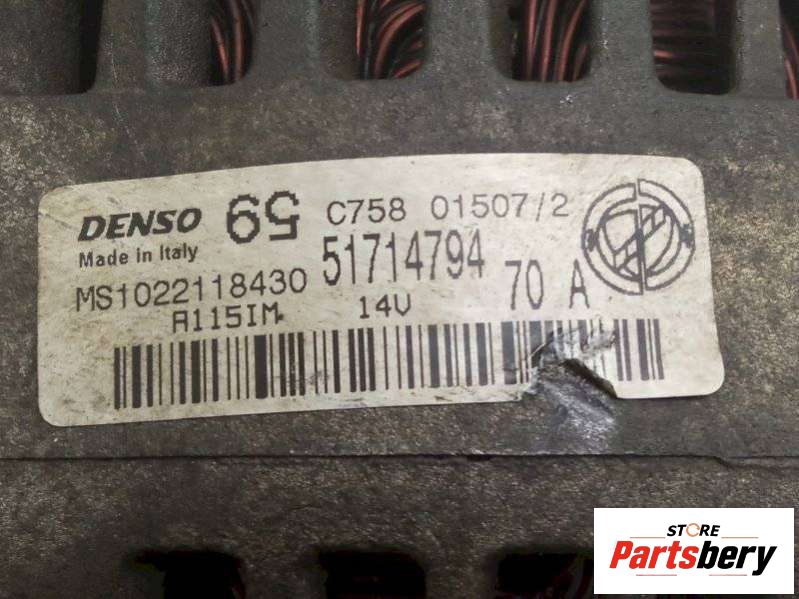 DENSO 59 C758 01507/2
Made in Italy 51714794
MS1022118430 70 A
A115IM 14V
STORE
Partsbery